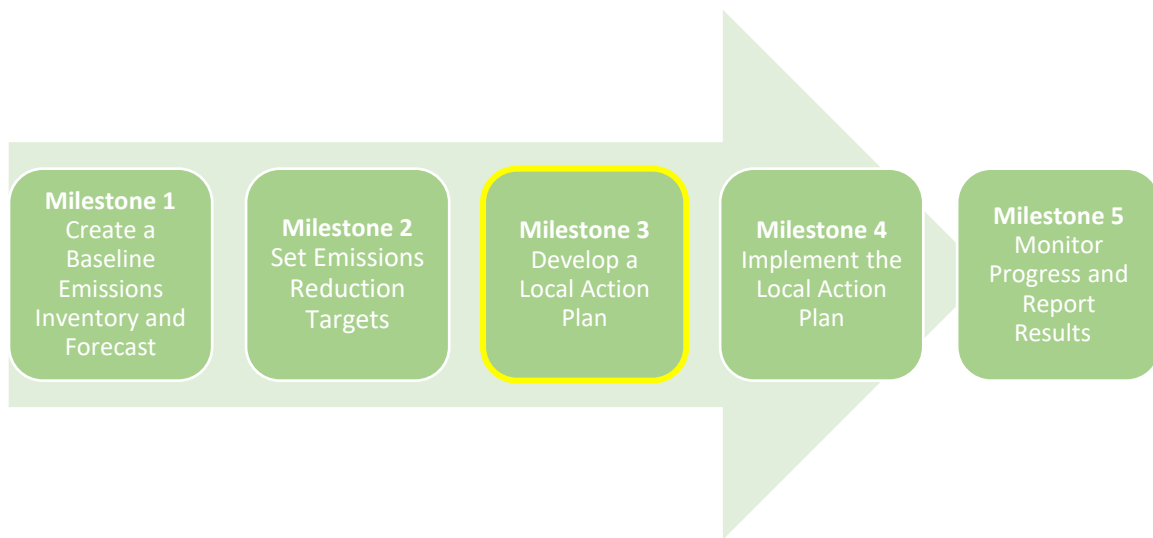 Milestone 1
Create a
Baseline
Emissions
Inventory and
Forecast
Milestone 2
Set Emissions
Reduction
Targets
Milestone 3
Develop a
Local Action
Plan
Milestone 4
Implement the
Local Action
Plan
Milestone 5
Monitor
Progress and
Report
Results